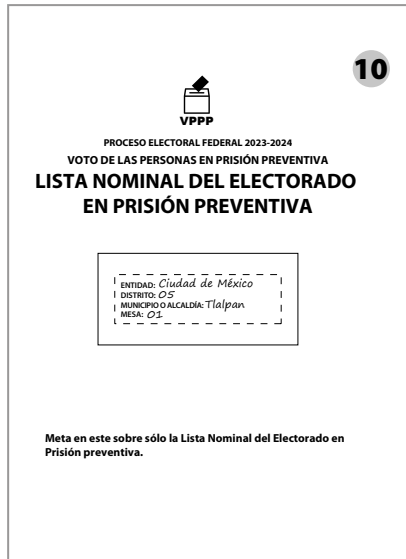 10
VPPP
PROCESO ELECTORAL FEDERAL 2023-2024
VOTO DE LAS PERSONAS EN PRISIÓN PREVENTIVA
LISTA NOMINAL DEL ELECTORADO
EN PRISIÓN PREVENTIVA
ENTIDAD: Ciudad de México
DISTRITO: 05
MUNICIPIO O ALCALDÍA: Tlalpan
MESA: 01
Meta en este sobre sólo la Lista Nominal del Electorado en
Prisión preventiva.